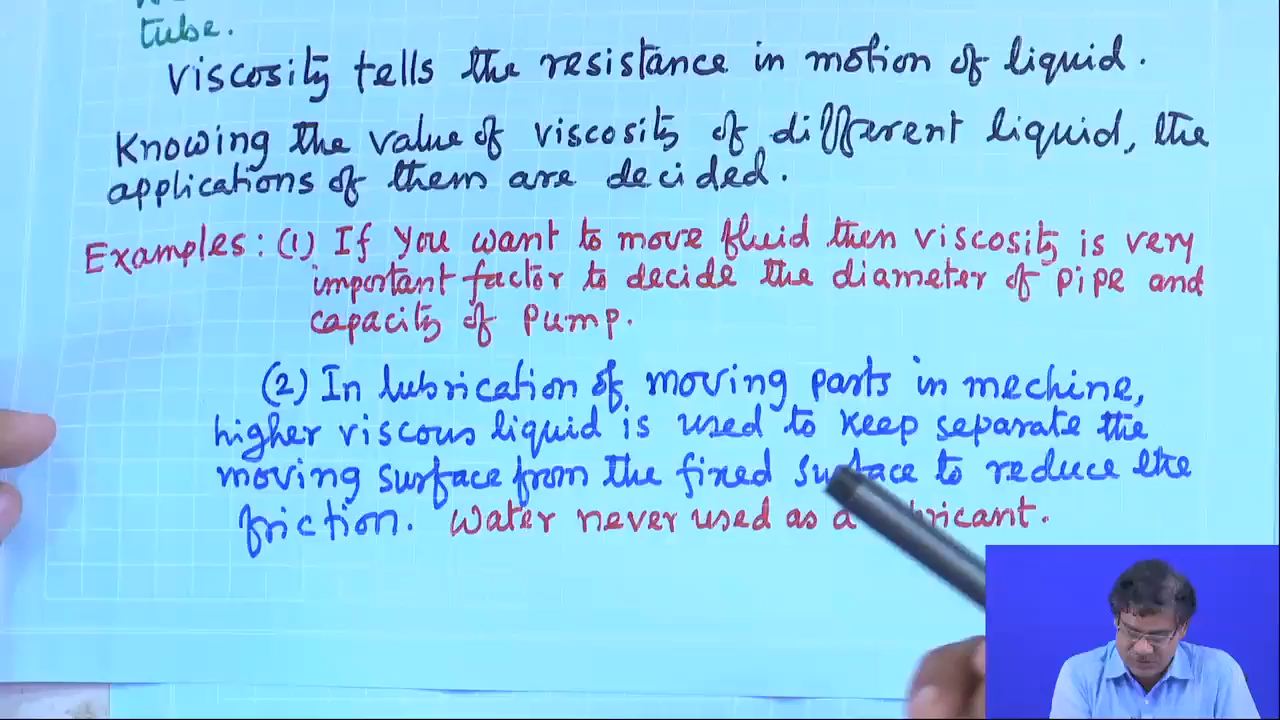 tube.
Viscosity tells the resistance in motion of liquid.
Knowing the value of viscosity of different liquid, the
applications of them are decided.
Examples: (1) If you want to move fluid then viscosity is very
important factor to decide the diameter of pipe and
capacity of pump.
(2) In lubrication of moving parts in mechine,
higher viscous liquid is used to keep separate the
moving surface from the fixed surface to reduce the
friction. Water never used as a